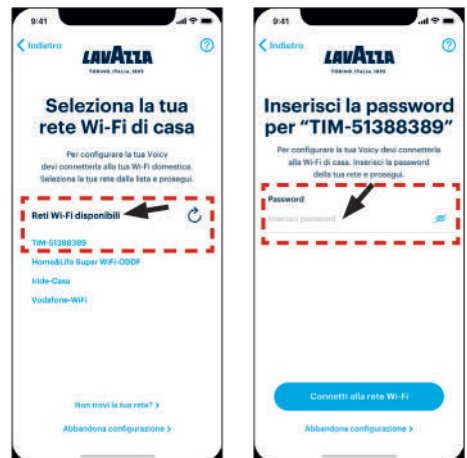 9:41
Indietro
LAVAZZA
TORINO, ITALIA, 1895
Seleziona la tua
rete Wi-Fi di casa
Per configurare la tua Voicy
devi connetterla alla tua Wi-Fi domestica.
Seleziona la tua rete dalla lista e prosegui.
Reti Wi-Fi disponibili
TIM-51388389
Home&Life Super WiFi-0DDF
Iride-Casa
Vodafone-WiFi
Non trovi la tua rete? >
Abbandona configurazione >
9:41
Indietro
LAVAZZA
TORINO, ITALIA, 1895
Inserisci la password
per “TIM-51388389”
Per configurare la tua Voicy devi connetterla
alla Wi-Fi di casa. Inserisci la password
della tua rete e prosegui.
Password
Inserisci password
Connetti alla rete Wi-Fi
Abbandona configurazione >